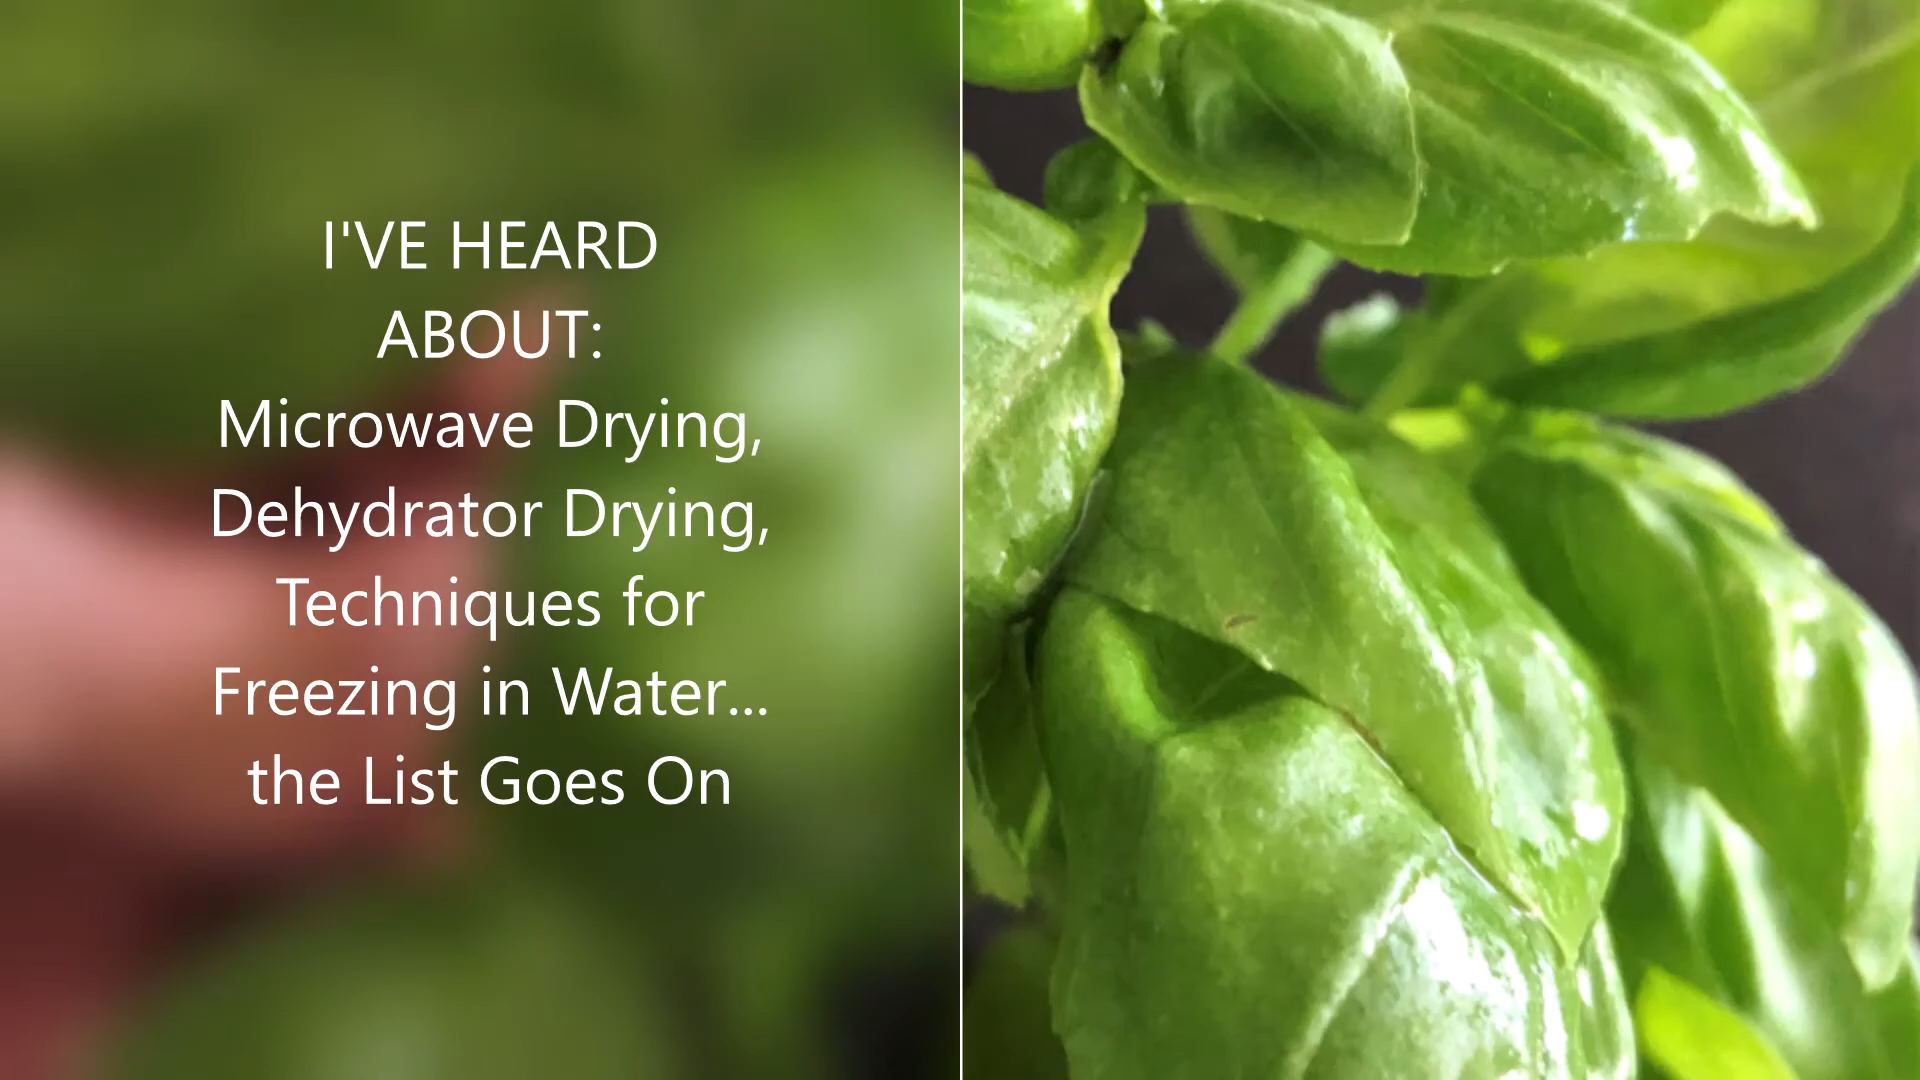 I'VE HEARD
ABOUT:
Microwave Drying,
Dehydrator Drying,
Techniques for
Freezing in Water...
the List Goes On